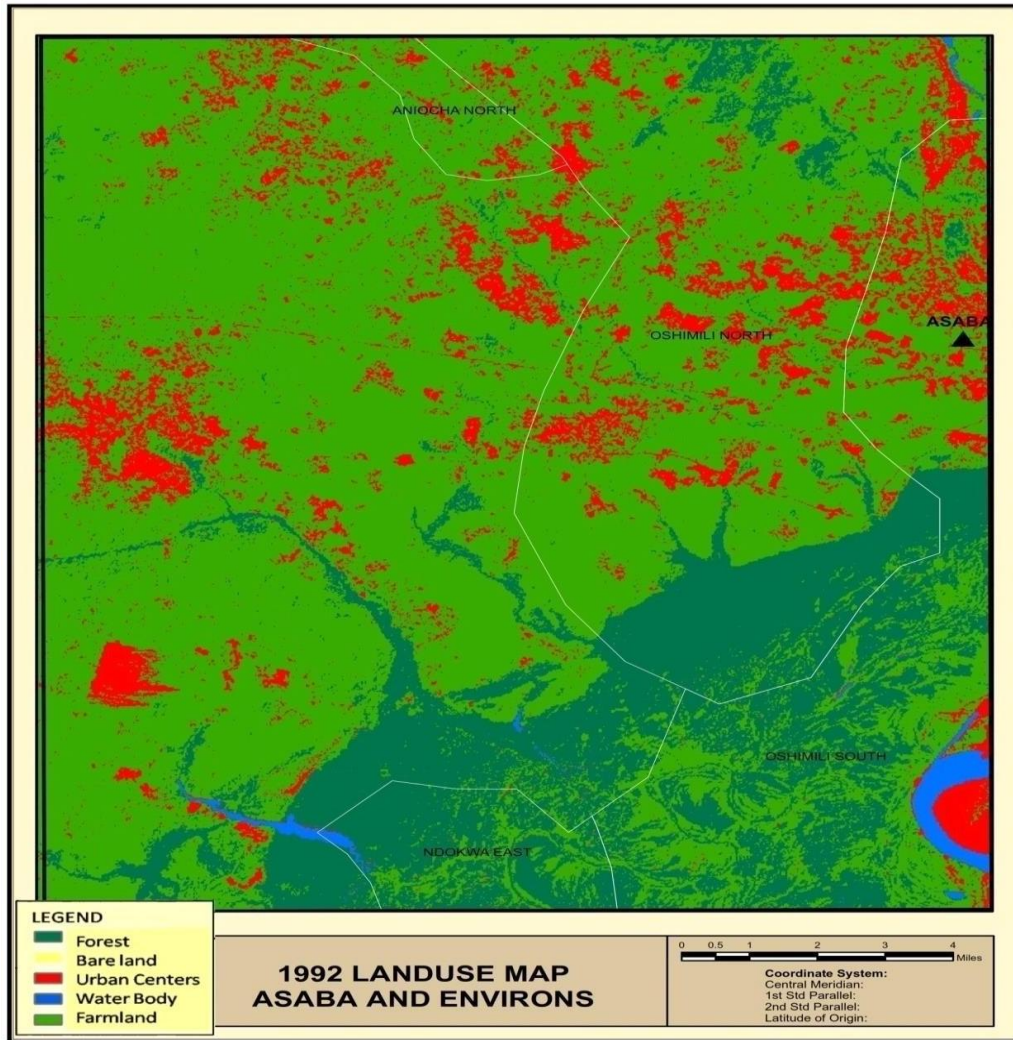 ANIOCHA NORTH
ASABA
OSHIMILI NORTH
OSHIMILI SOUTH
NDOKWA EAST
LEGEND
Forest
Bare land
Urban Centers
Water Body
Farmland
1992 LANDUSE MAP
ASABA AND ENVIRONS
0 0.5 1 2 3 4
Miles
Coordinate System:
Central Meridian:
1st Std Parallel:
2nd Std Parallel:
Latitude of Origin: